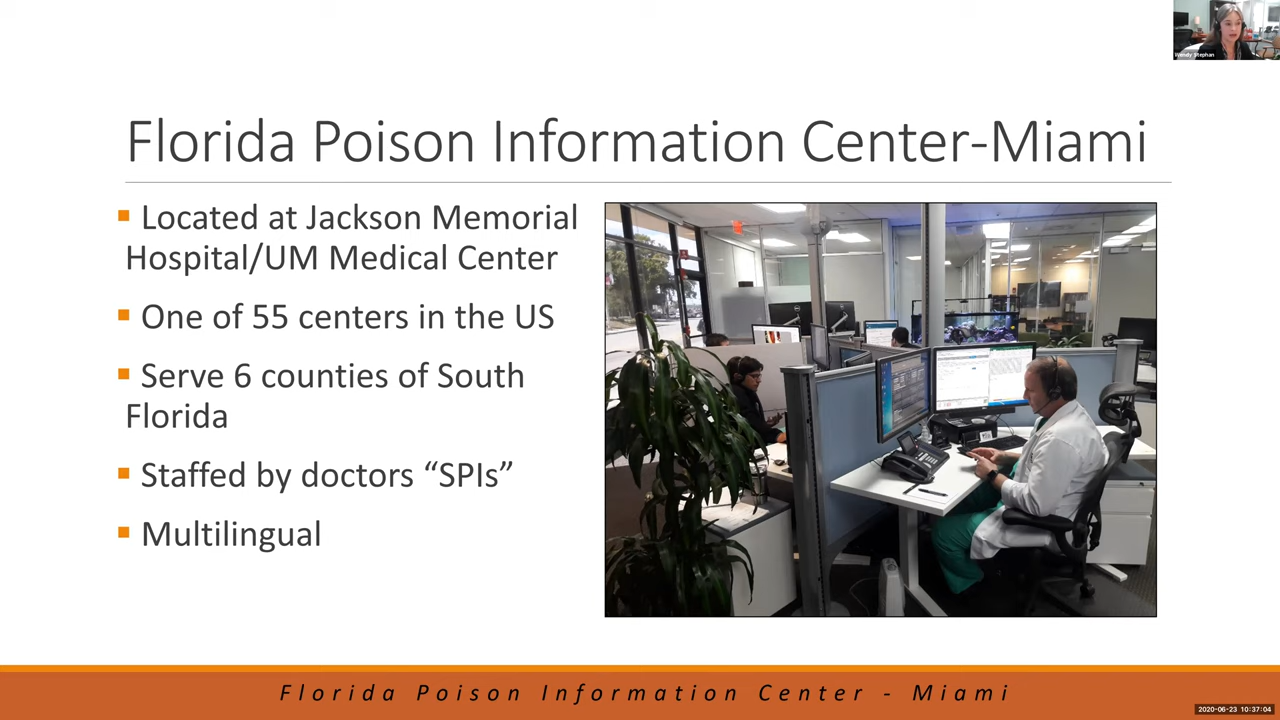 Wendy Stephan
Florida Poison Information Center-Miami
Located at Jackson Memorial
Hospital/UM Medical Center
One of 55 centers in the US
Serve 6 counties of South
Florida
Staffed by doctors “SPIs”
Multilingual
Florida Poison Information Center - Miami
2020-06-23 10:37:04